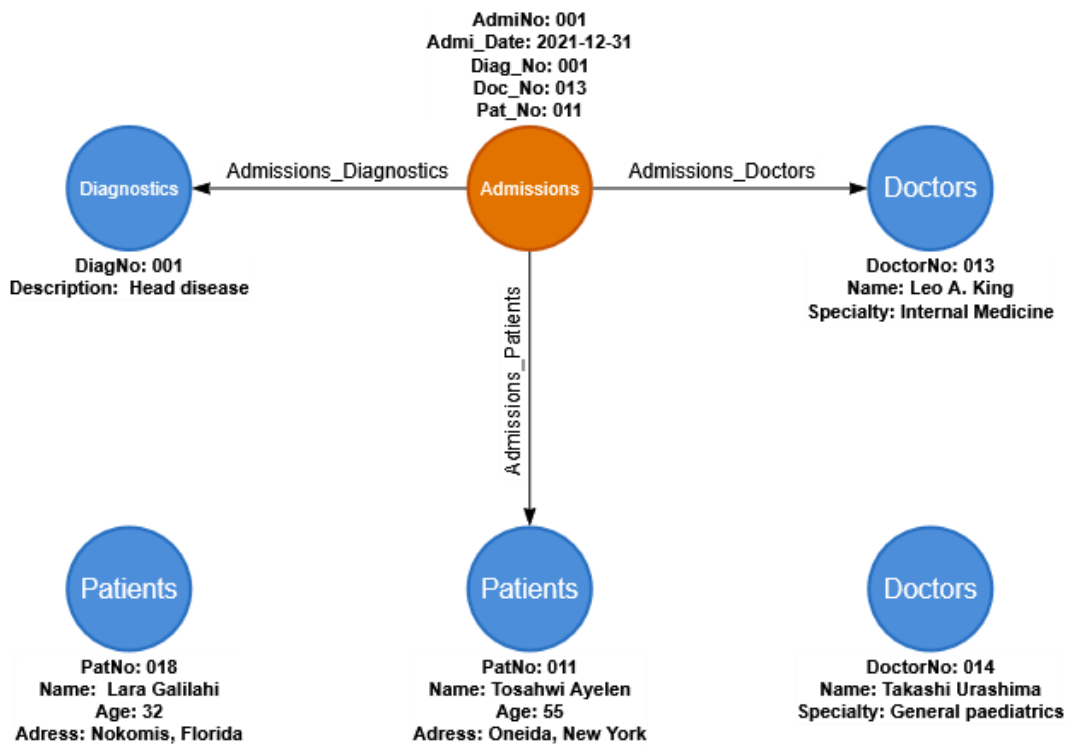 AdmiNo: 001
Admi_Date: 2021-12-31
Diag_No: 001
Doc_No: 013
Pat_No: 011
Diagnostics
Admissions_Diagnostics
Admissions
Admissions_Doctors
Doctors
DiagNo: 001
Description: Head disease
DoctorNo: 013
Name: Leo A. King
Specialty: Internal Medicine
Admissions_Patients
Patients
Patients
Doctors
PatNo: 018
Name: Lara Galilahi
Age: 32
Adress: Nokomis, Florida
PatNo: 011
Name: Tosahwi Ayelen
Age: 55
Adress: Oneida, New York
DoctorNo: 014
Name: Takashi Urashima
Specialty: General paediatrics